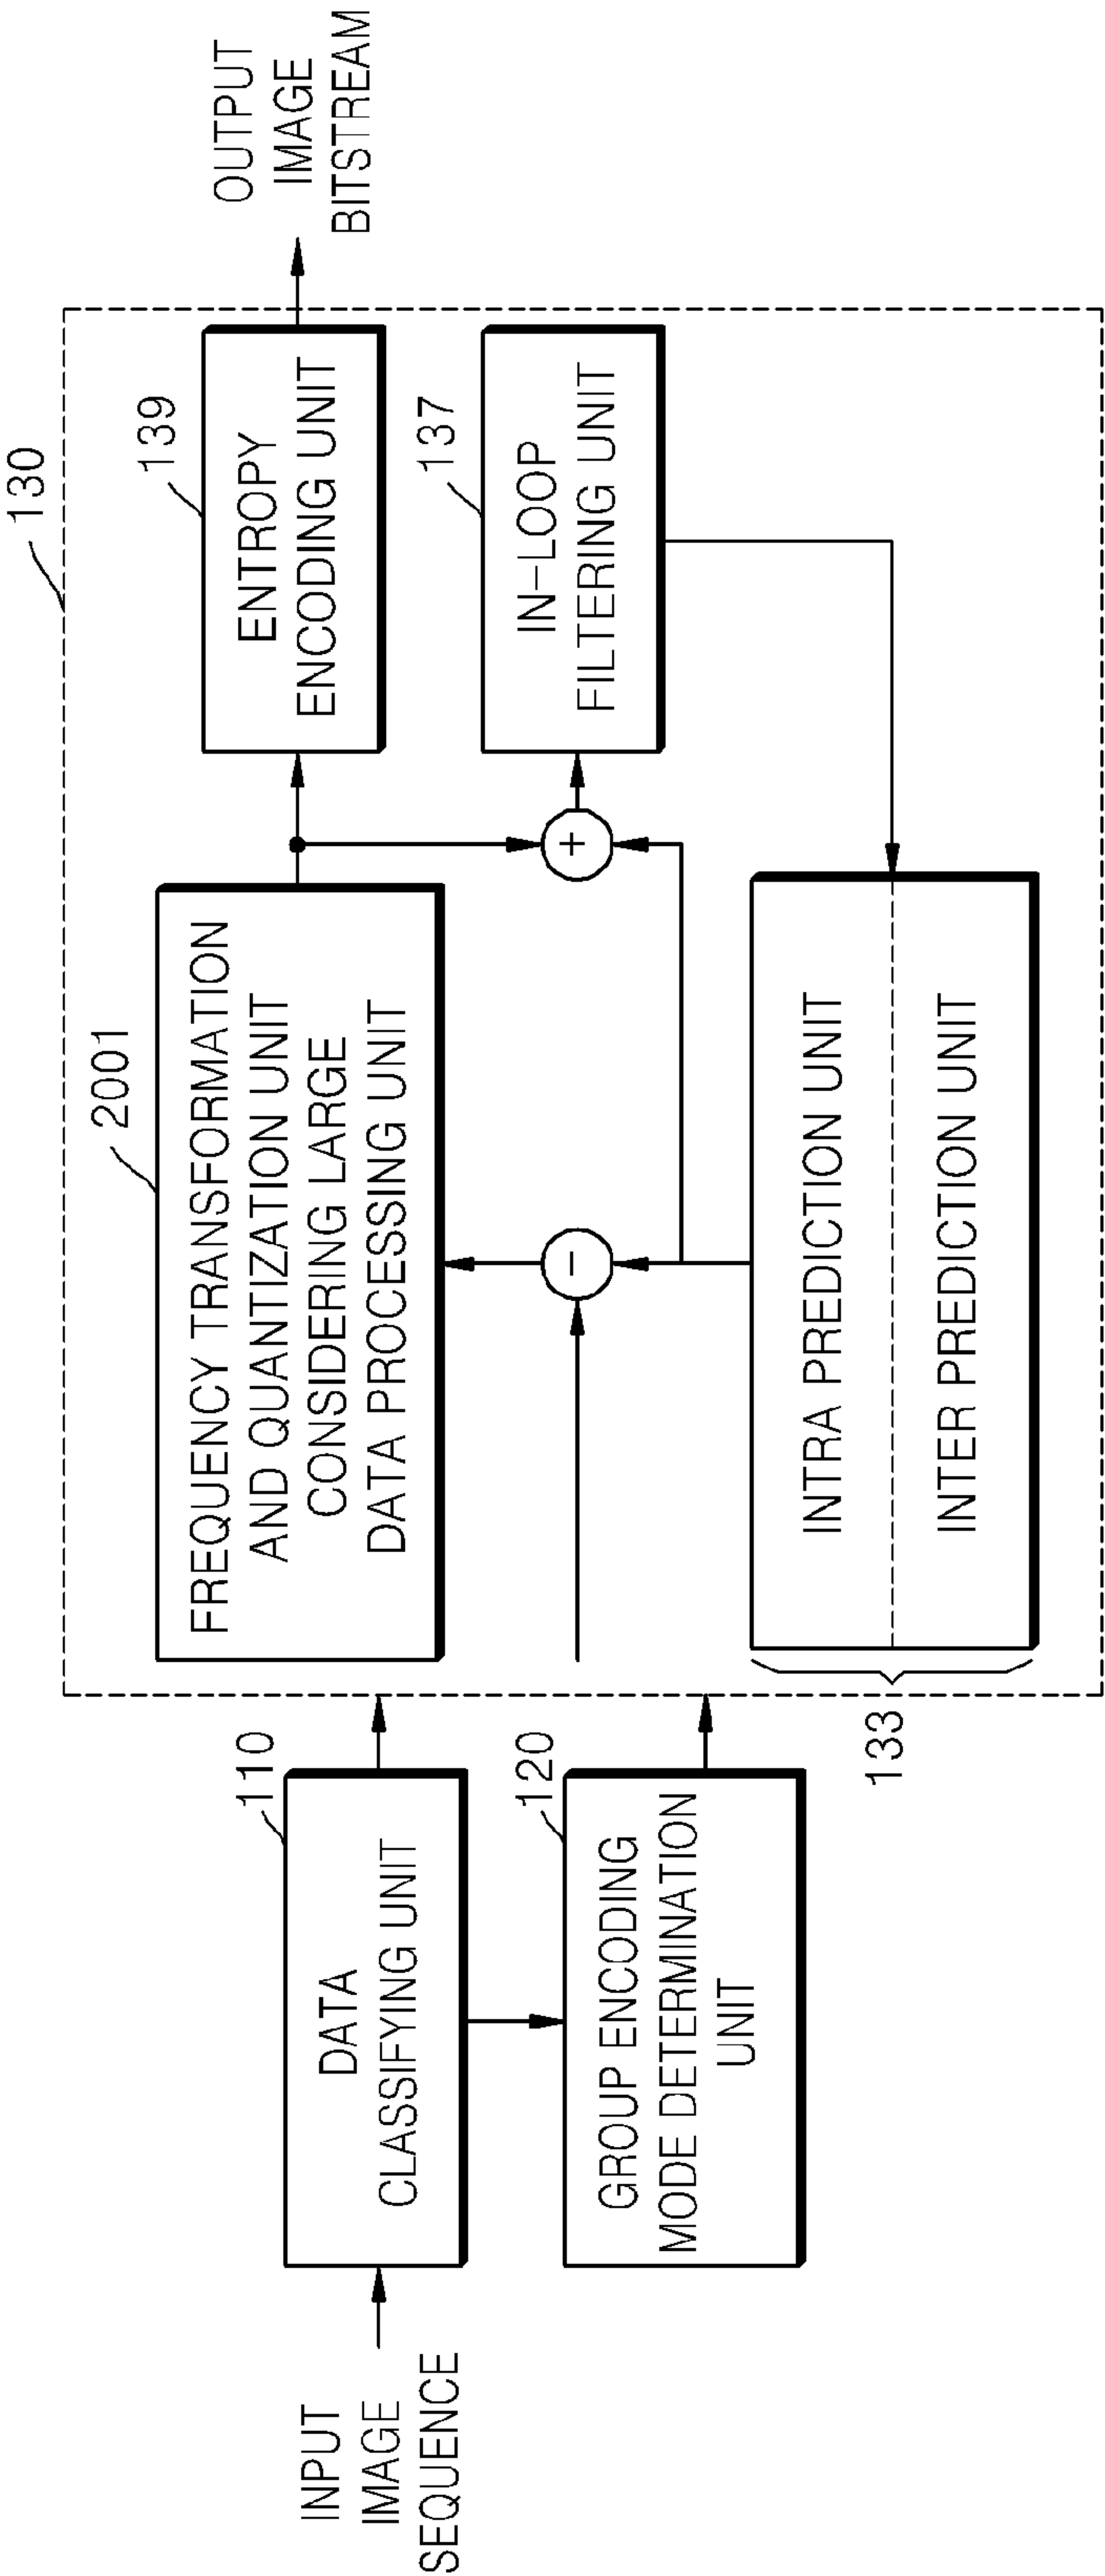 INPUT
IMAGE
SEQUENCE
110
DATA
CLASSIFYING UNIT
120
GROUP ENCODING
MODE DETERMINATION
UNIT
130
2001
FREQUENCY TRANSFORMATION
AND QUANTIZATION UNIT
CONSIDERING LARGE
DATA PROCESSING UNIT
−
+
133
INTRA PREDICTION UNIT
INTER PREDICTION UNIT
139
ENTROPY
ENCODING UNIT
137
IN-LOOP
FILTERING UNIT
OUTPUT
IMAGE
BITSTREAM